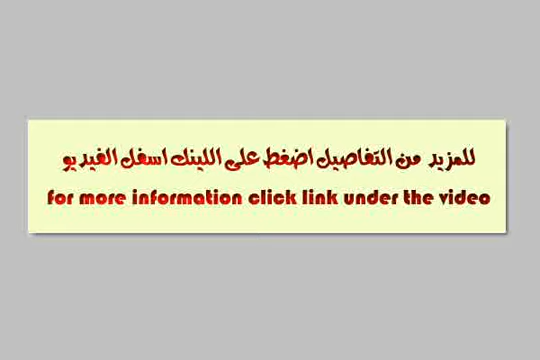 للمزيد من التفاصيل اضغط على اللينك اسفل الفيديو
for more information click link under the video